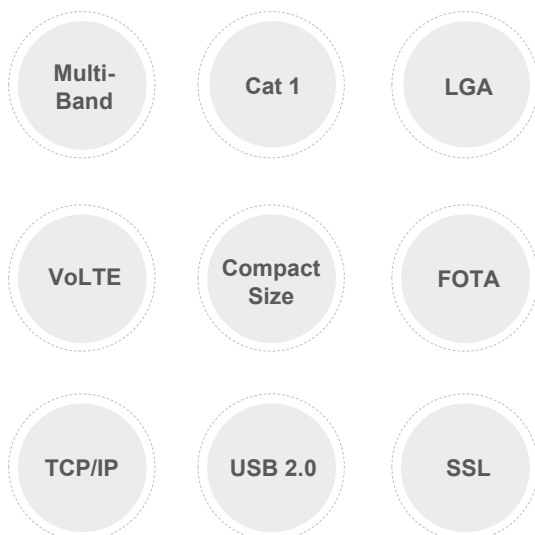 Multi-
Band
Cat 1
LGA
VoLTE
Compact
Size
FOTA
TCP/IP
USB 2.0
SSL